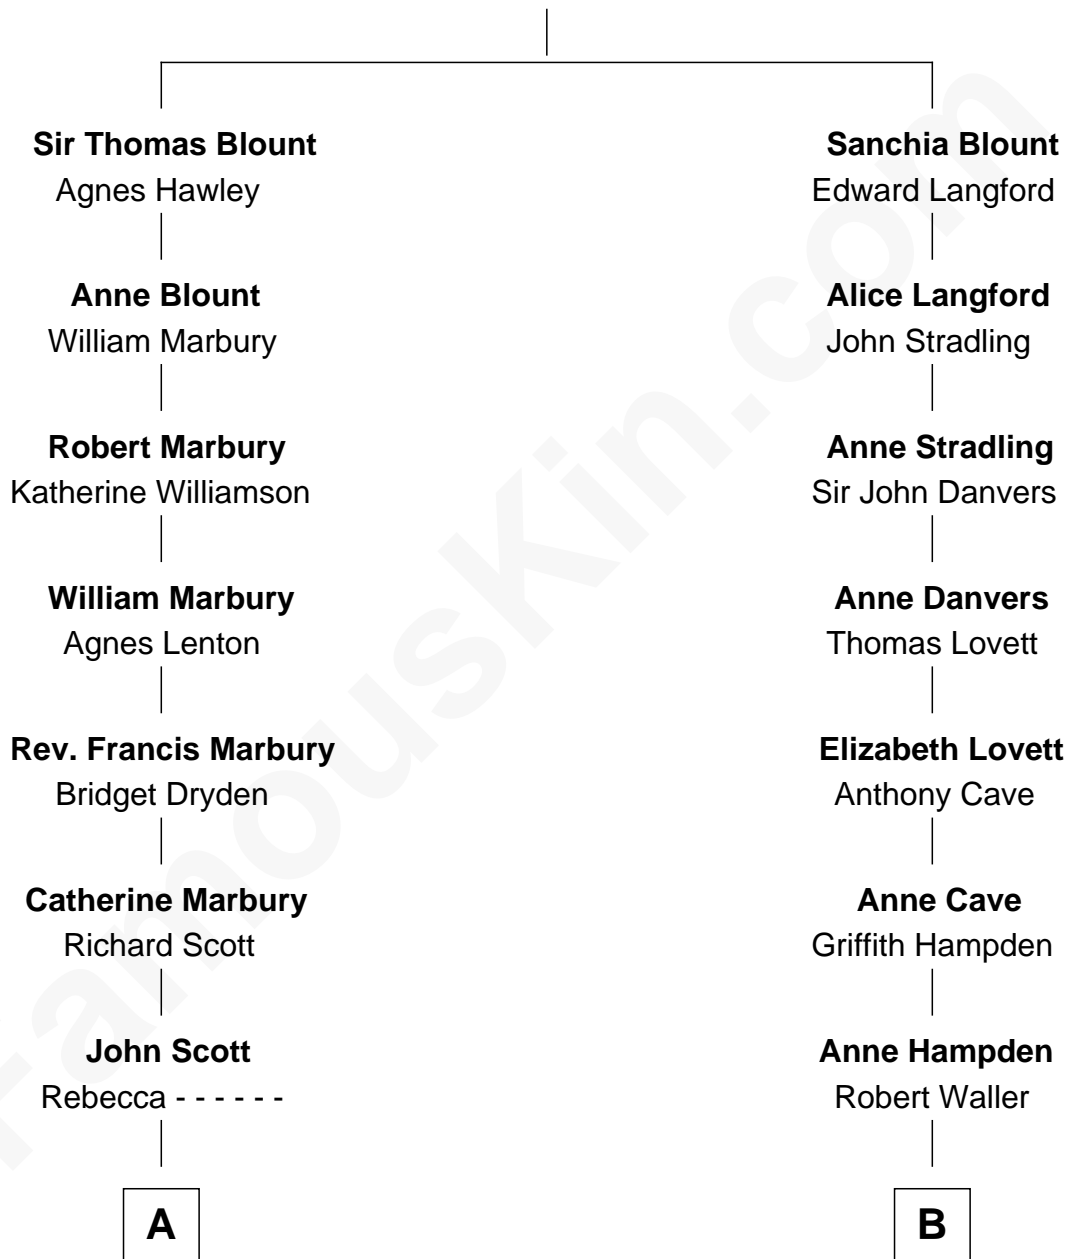 Sir Thomas Blount
Agnes Hawley
Anne Blount
William Marbury
Robert Marbury
Katherine Williamson
William Marbury
Agnes Lenton
Rev. Francis Marbury
Bridget Dryden
Catherine Marbury
Richard Scott
John Scott
Rebecca - - - - - -
A
Sanchia Blount
Edward Langford
Alice Langford
John Stradling
Anne Stradling
Sir John Danvers
Anne Danvers
Thomas Lovett
Elizabeth Lovett
Anthony Cave
Anne Cave
Griffith Hampden
Anne Hampden
Robert Waller
B
FamousKin.com